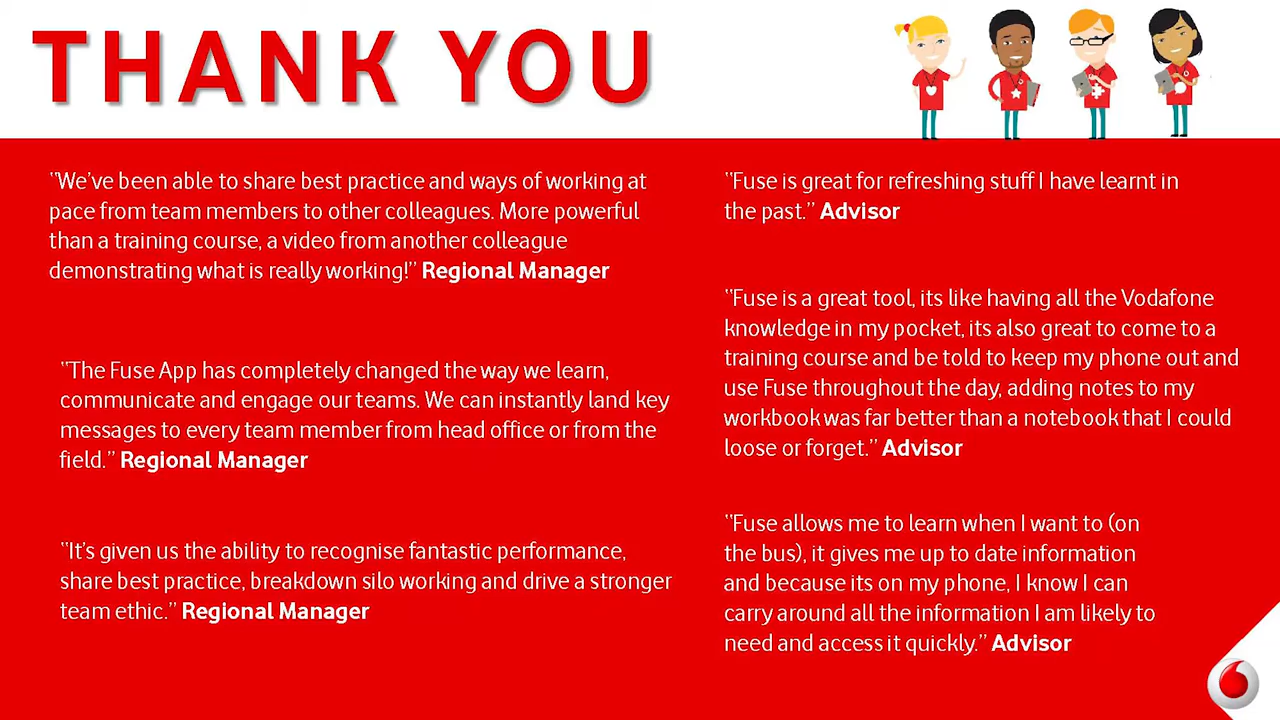 THANK YOU
“We’ve been able to share best practice and ways of working at
pace from team members to other colleagues. More powerful
than a training course, a video from another colleague
demonstrating what is really working!” Regional Manager
“The Fuse App has completely changed the way we learn,
communicate and engage our teams. We can instantly land key
messages to every team member from head office or from the
field.” Regional Manager
“It’s given us the ability to recognise fantastic performance,
share best practice, breakdown silo working and drive a stronger
team ethic.” Regional Manager
“Fuse is great for refreshing stuff I have learnt in
the past.” Advisor
“Fuse is a great tool, its like having all the Vodafone
knowledge in my pocket, its also great to come to a
training course and be told to keep my phone out and
use Fuse throughout the day, adding notes to my
workbook was far better than a notebook that I could
loose or forget.” Advisor
“Fuse allows me to learn when I want to (on
the bus), it gives me up to date information
and because its on my phone, I know I can
carry around all the information I am likely to
need and access it quickly.” Advisor